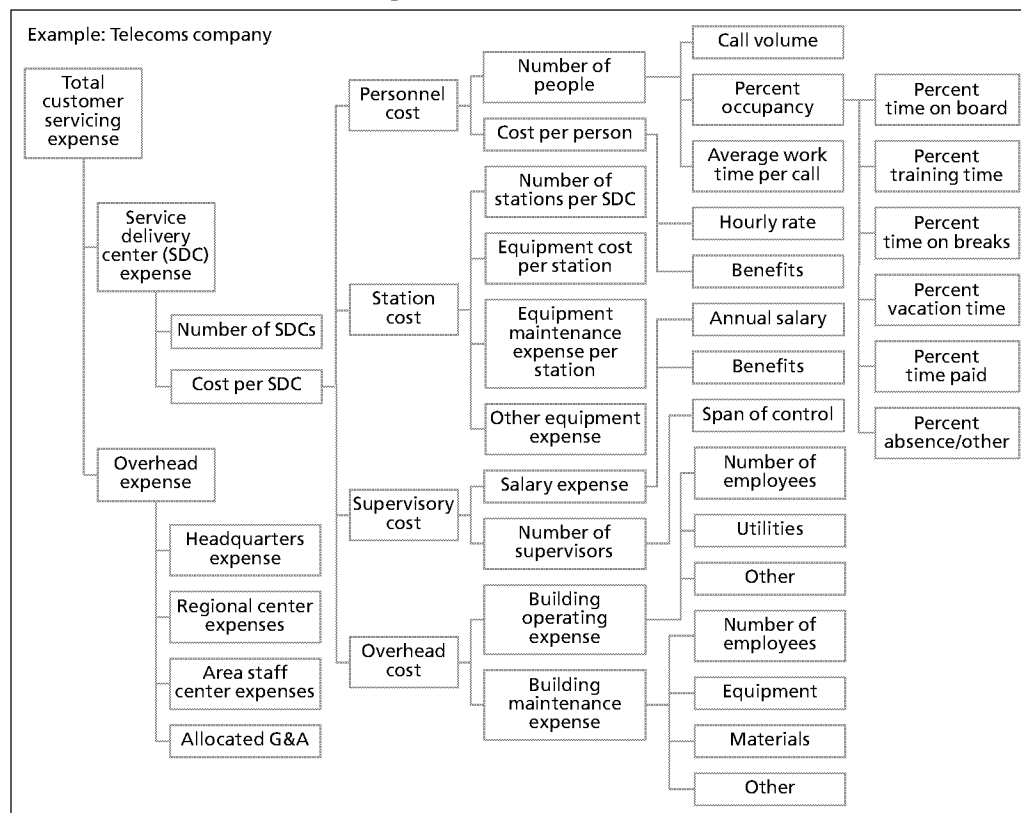 Example: Telecoms company
Total
customer
servicing
expense
Service
delivery
center (SDC)
expense
Number of SDCs
Cost per SDC
Overhead
expense
Headquarters
expense
Regional center
expenses
Area staff
center expenses
Allocated G&A
Personnel
cost
Station
cost
Supervisory
cost
Overhead
cost
Number of
people
Cost per person
Number of
stations per SDC
Equipment cost
per station
Equipment
maintenance
expense per
station
Other equipment
expense
Salary expense
Number of
supervisors
Building
operating
expense
Building
maintenance
expense
Call volume
Percent
occupancy
Average work
time per call
Hourly rate
Benefits
Annual salary
Benefits
Span of control
Number of
employees
Utilities
Other
Number of
employees
Equipment
Materials
Other
Percent
time on board
Percent
training time
Percent
time on breaks
Percent
vacation time
Percent
time paid
Percent
absence/other